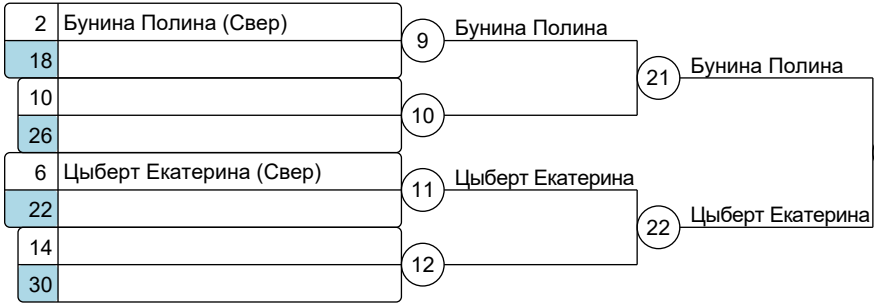 2 Бунина Полина (Свер)
18
10
26
6 Цыберт Екатерина (Свер)
22
14
30
9 Бунина Полина
10
11 Цыберт Екатерина
12
21 Бунина Полина
22 Цыберт Екатерина